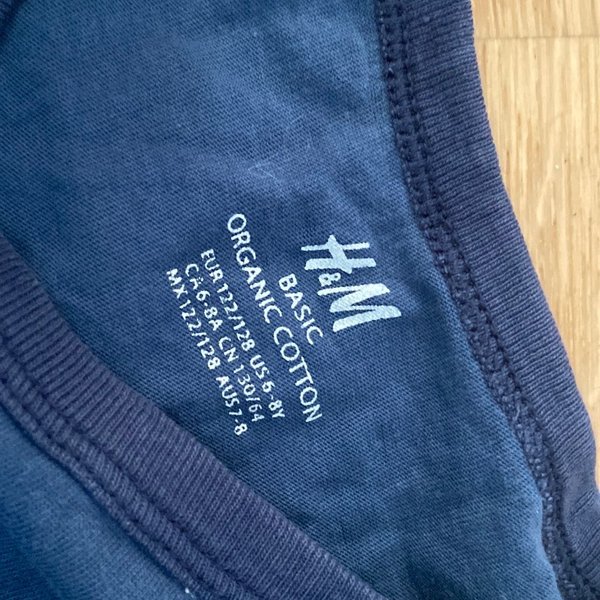 H&M
BASIC
ORGANIC COTTON
EUR 122/128 US 6-8Y
CA 6-8A CN 130/64
MX 122/128 AUS 7-8